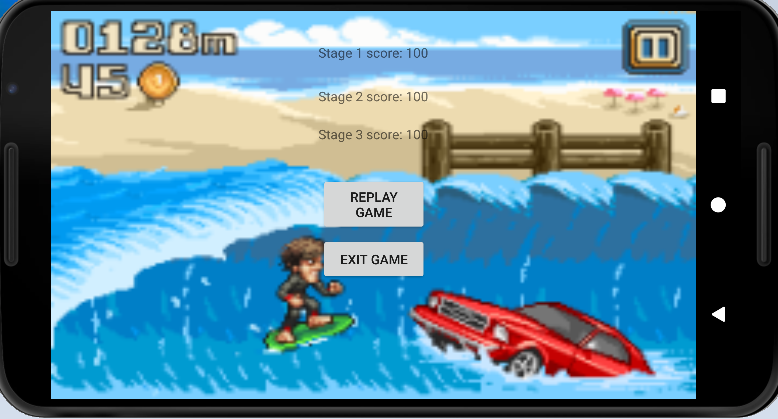 0128m
45
Stage 1 score: 100
Stage 2 score: 100
Stage 3 score: 100
REPLAY
GAME
EXIT GAME